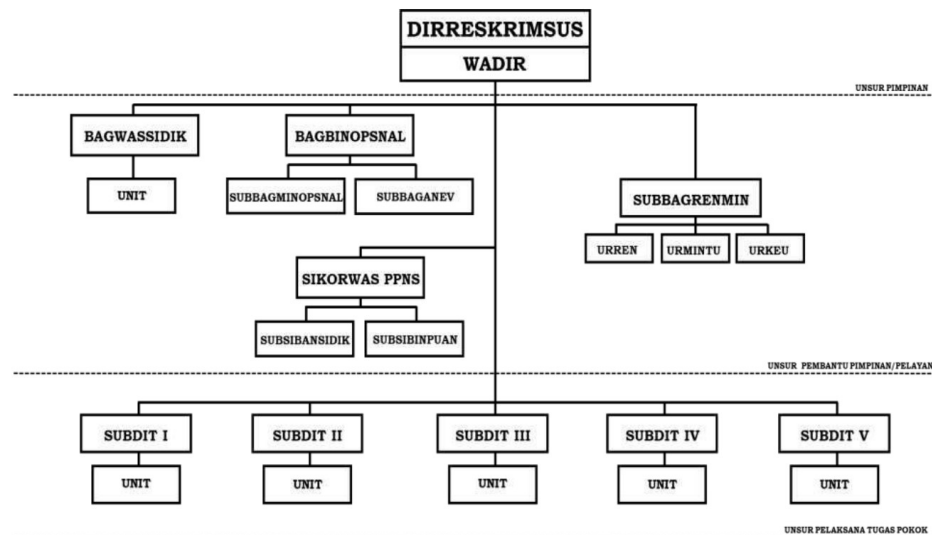 DIRRESKRIMSUS
WADIR
UNSUR PIMPINAN
BAGWASSIDIK
BAGBINOPSNAL
UNIT
SUBBAGMINOPSNAL
SUBBAGANEV
SUBBAGRENMIN
URREN
URMINTU
URKEU
SIKORWAS PPNS
SUBSIBANSIDIK
SUBSIBINPUAN
UNSUR PEMBANTU PIMPINAN/PELAYAN
SUBDIT I
SUBDIT II
SUBDIT III
SUBDIT IV
SUBDIT V
UNIT
UNIT
UNIT
UNIT
UNIT
UNSUR PELAKSANA TUGAS POKOK